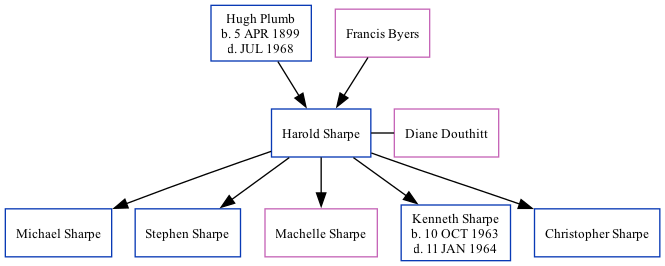 Hugh Plumb
b. 5 APR 1899
d. JUL 1968
Francis Byers
Harold Sharpe
Diane Douthitt
Michael Sharpe
Stephen Sharpe
Machelle Sharpe
Kenneth Sharpe
b. 10 OCT 1963
d. 11 JAN 1964
Christopher Sharpe